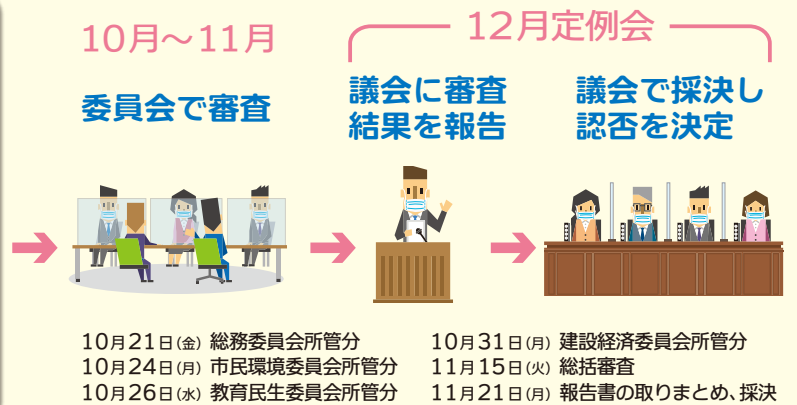 10月～11月
委員会で審査
12月定例会
議会に審査
結果を報告
議会で採決し
認否を決定
10月21日(金) 総務委員会所管分
10月24日(月) 市民環境委員会所管分
10月26日(水) 教育民生委員会所管分
10月31日(月) 建設経済委員会所管分
11月15日(火) 総括審査
11月21日(月) 報告書の取りまとめ、採決